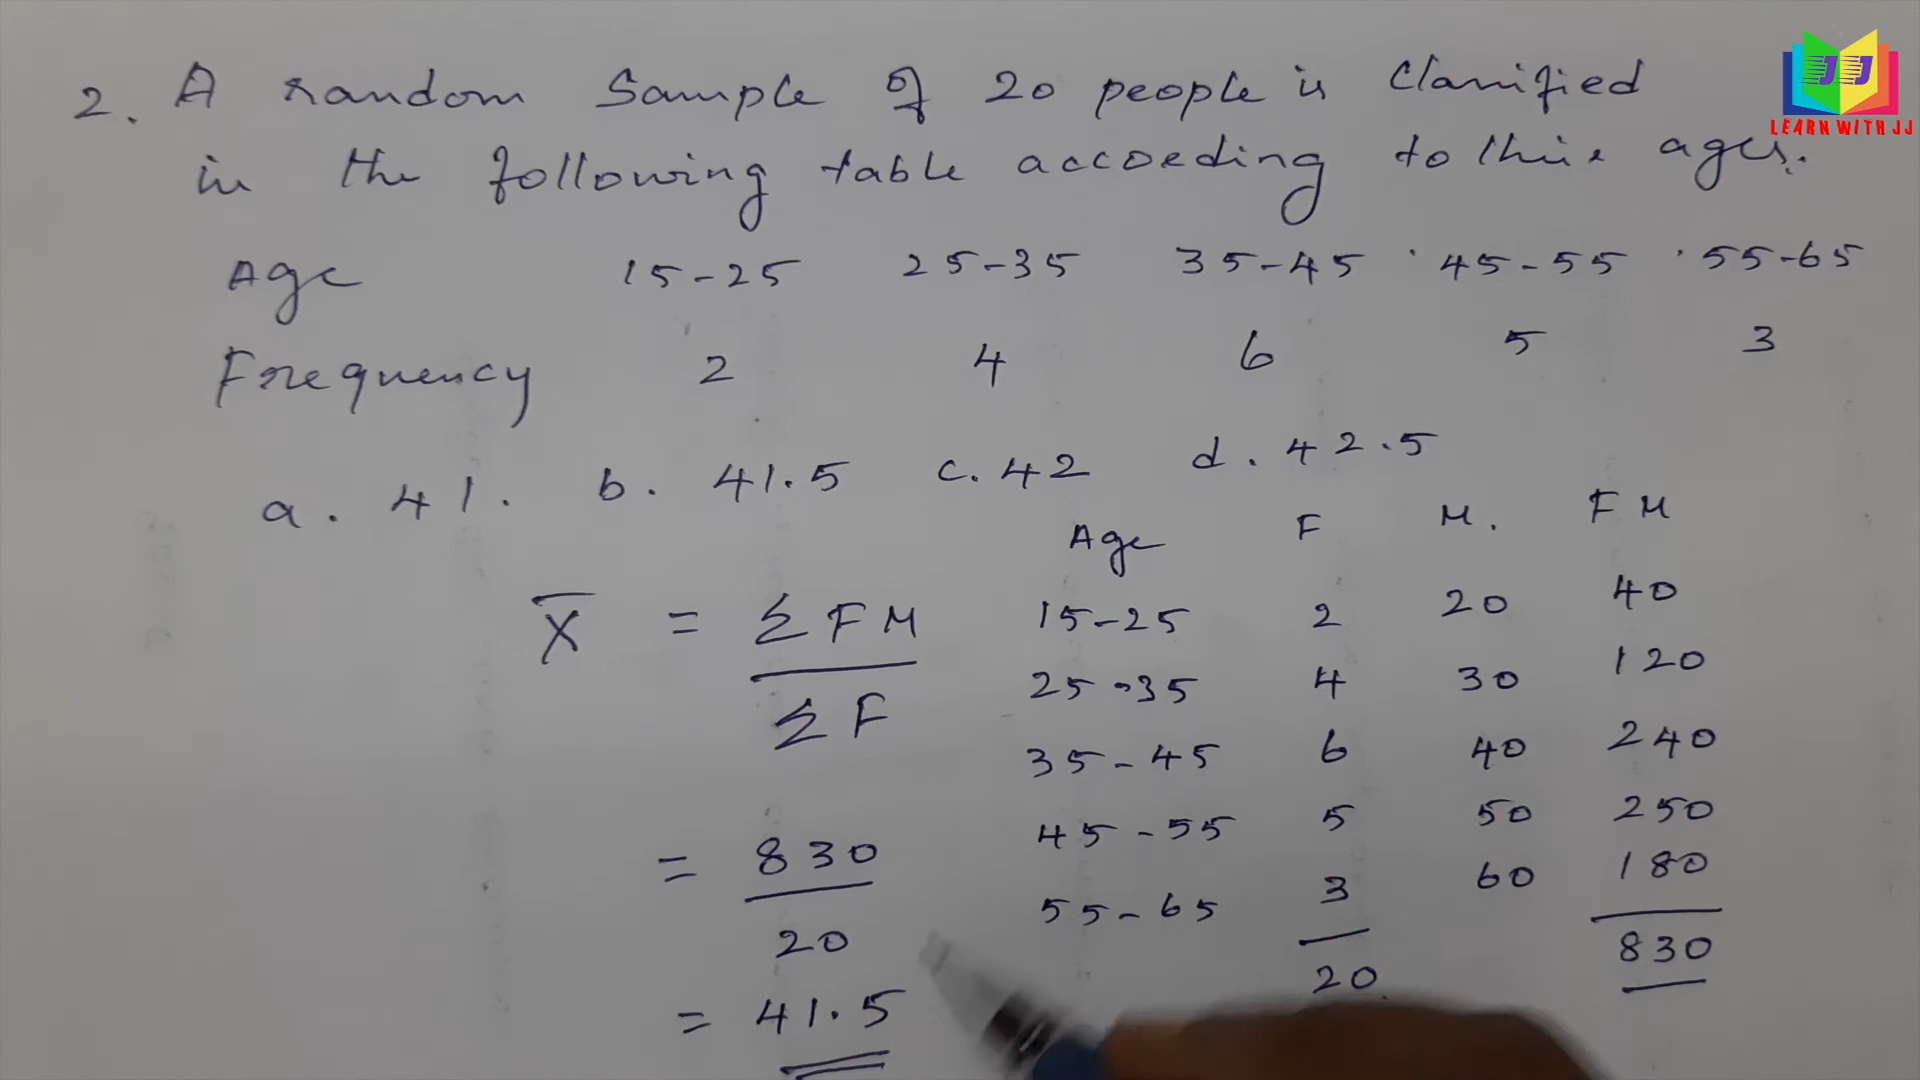 2. A random Sample of 20 people is Classified
in the following table according to their ages.
Age 15-25 25-35 35-45 45-55 55-65
Frequency 2 4 6 5 3
a. 41. b. 41.5 c. 42 d. 42.5
Age F M. FM
15-25 2 20 40
25-35 4 30 120
35-45 6 40 240
45-55 5 50 250
55-65 3 60 180
20 830
X̄ = ΣFM
ΣF
= 830
20
= 41.5
JJ
LEARN WITH JJ